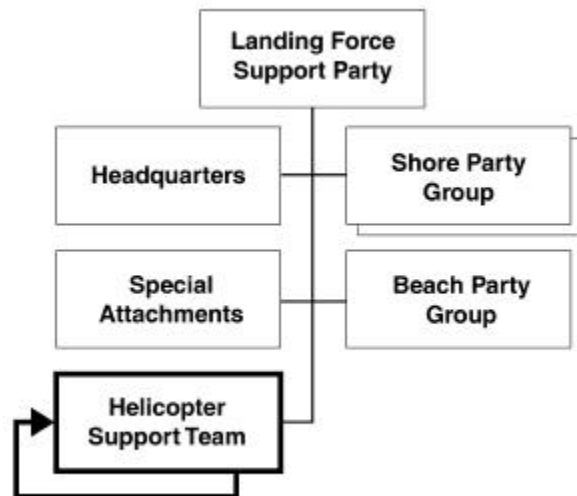 Landing Force
Support Party
Headquarters
Shore Party
Group
Special
Attachments
Beach Party
Group
Helicopter
Support Team